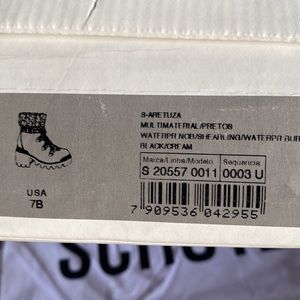 S-ARETUZA
MULTIMATERIAL/PRETOS
WATERPR NOB/SHEARLING/WATERPR BUR
BLACK/CREAM
Marca/Linha/Modelo Sequencia
S 20557 0011 0003 U
USA
7B
7 909536 042955